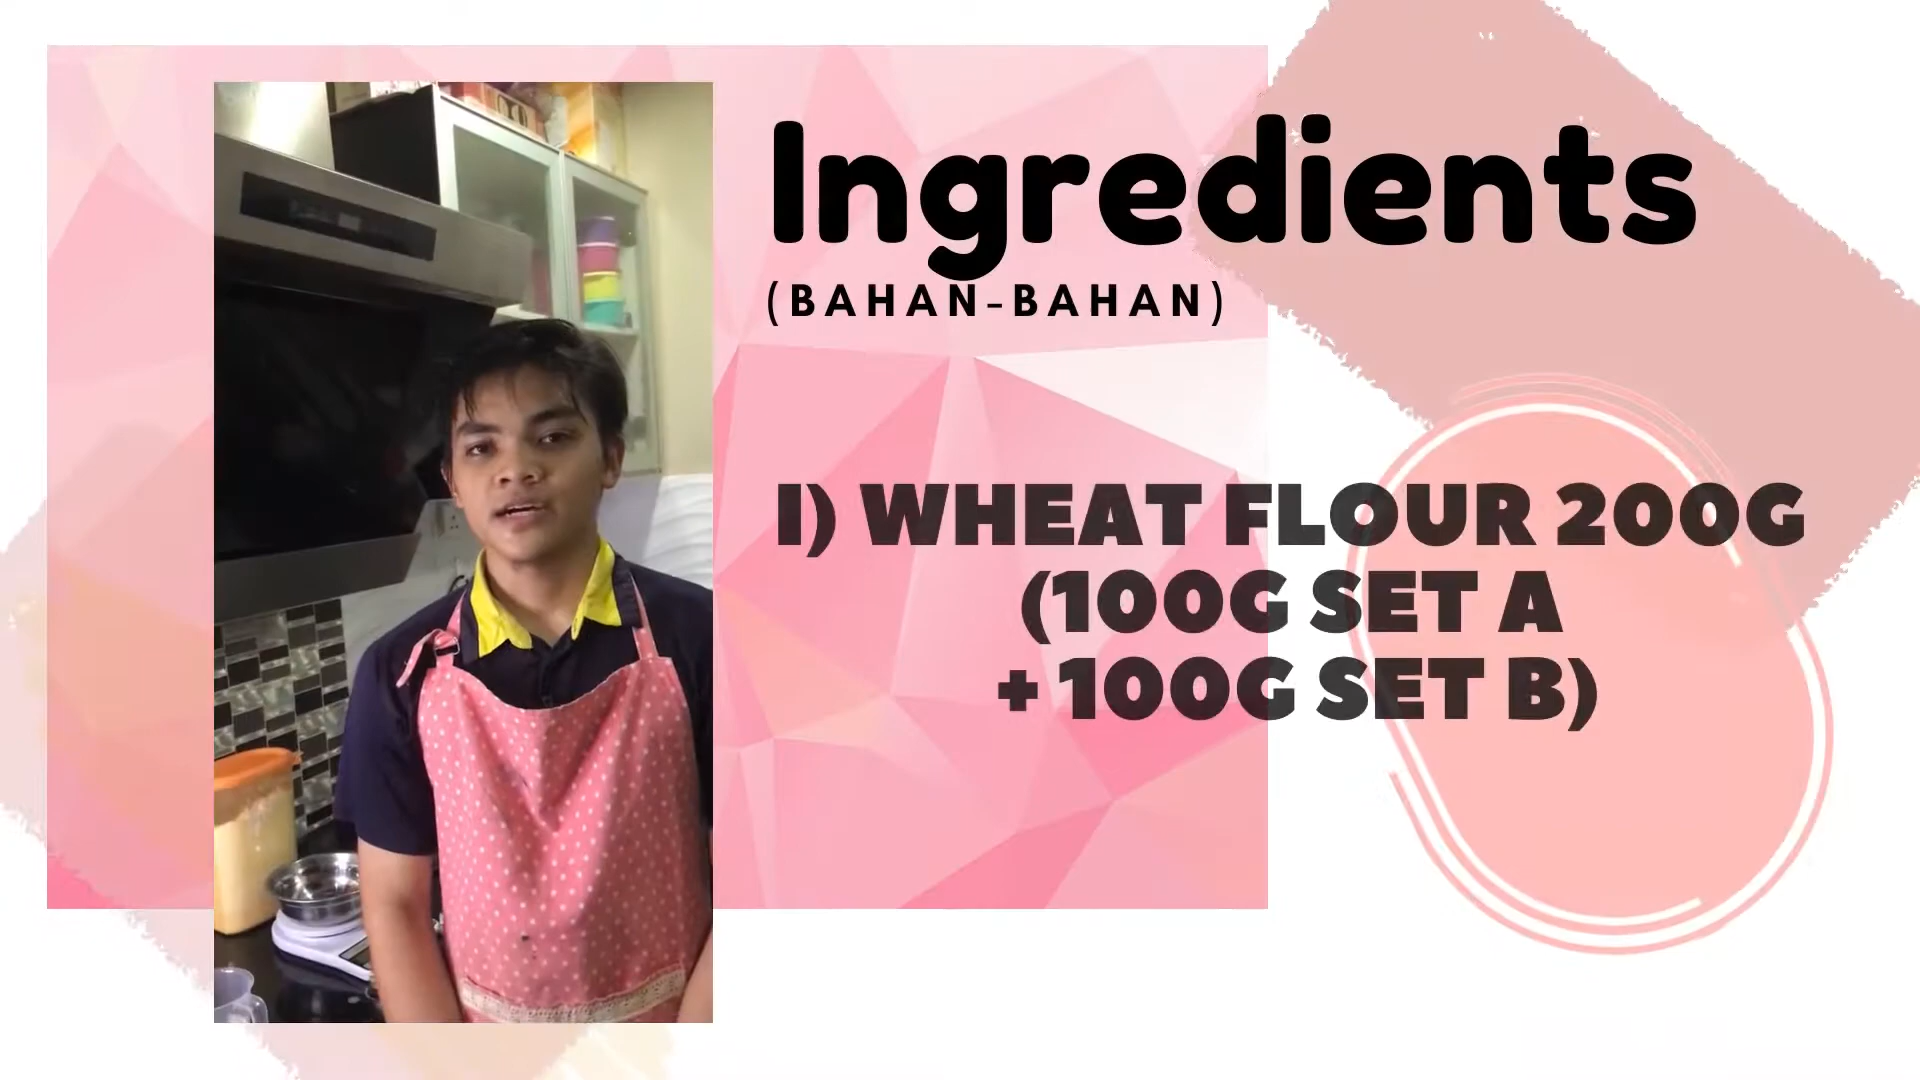 Ingredients
(BAHAN-BAHAN)
I) WHEAT FLOUR 200G
(100G SET A
+ 100G SET B)